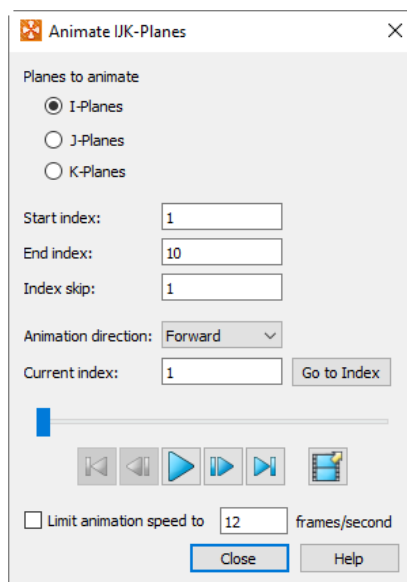 Animate IJK-Planes
Planes to animate
I-Planes
J-Planes
K-Planes
Start index: 1
End index: 10
Index skip: 1
Animation direction: Forward
Current index: 1 Go to Index
Limit animation speed to 12 frames/second
Close Help